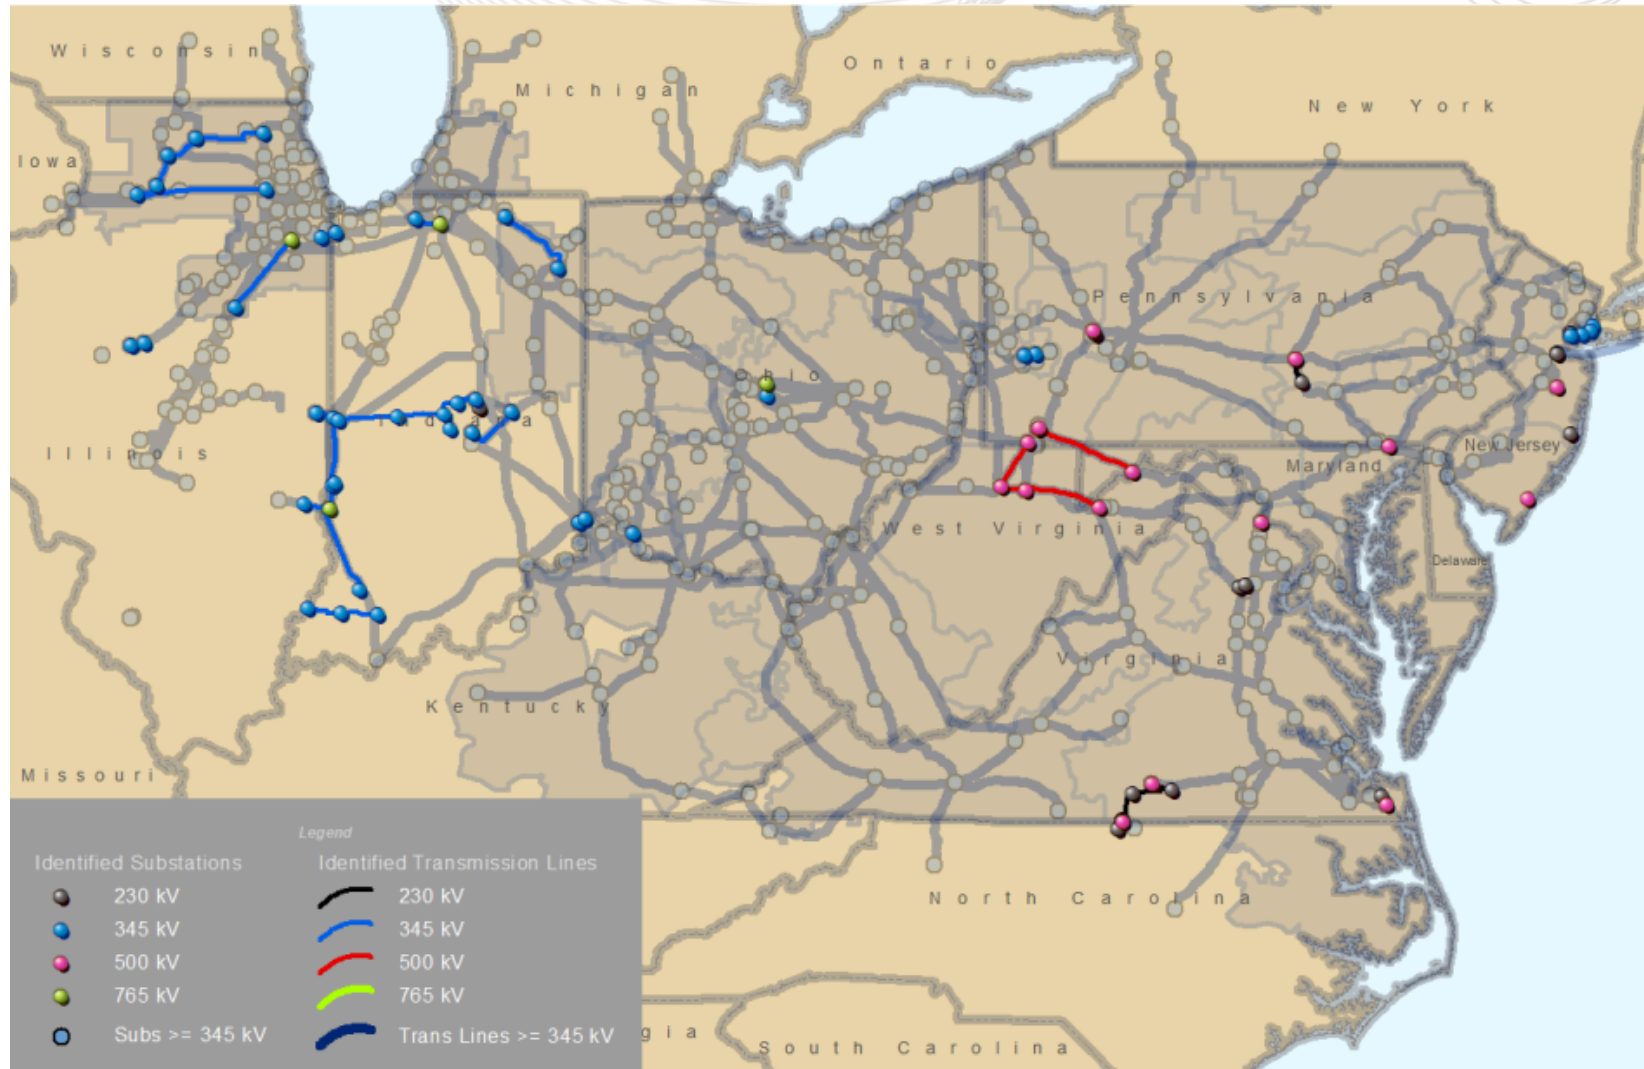 Wisconsin
Michigan
Ontario
New York
Iowa
Pennsylvania
Ohio
Indiana
Illinois
New Jersey
Maryland
West Virginia
Delaware
Virginia
Kentucky
Missouri
North Carolina
South Carolina
gia
Legend
Identified Substations
230 kV
345 kV
500 kV
765 kV
Subs >= 345 kV
Identified Transmission Lines
230 kV
345 kV
500 kV
765 kV
Trans Lines >= 345 kV